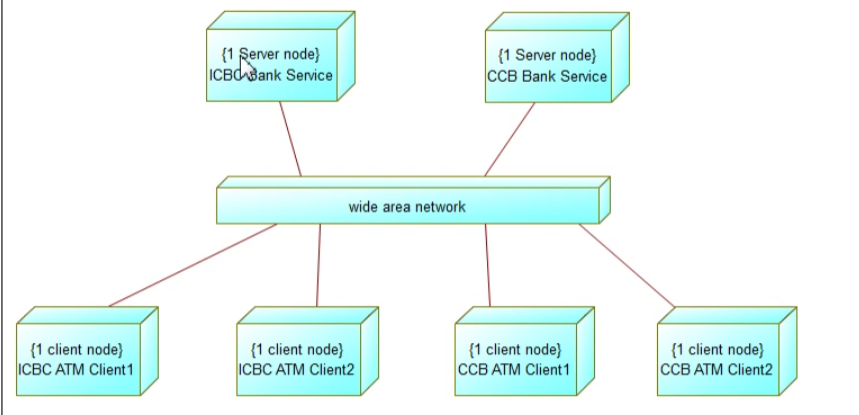 {1 Server node}
ICBC Bank Service
{1 Server node}
CCB Bank Service
wide area network
{1 client node}
ICBC ATM Client1
{1 client node}
ICBC ATM Client2
{1 client node}
CCB ATM Client1
{1 client node}
CCB ATM Client2